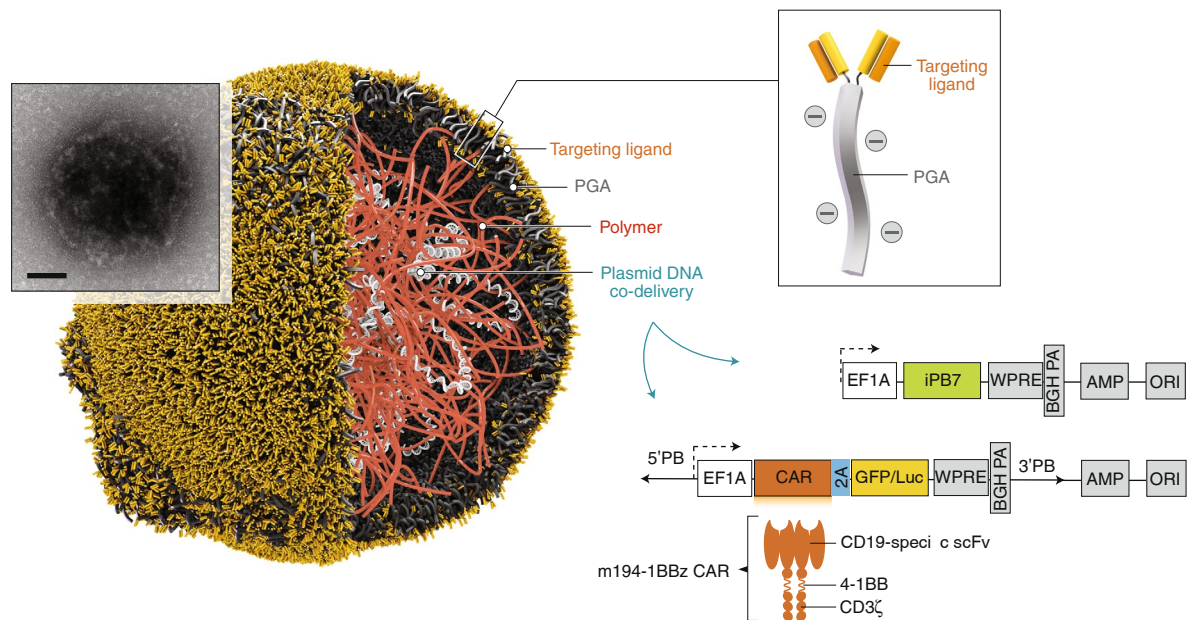 Targeting ligand
PGA
Polymer
Plasmid DNA
co-delivery
Targeting
ligand
PGA
EF1A
iPB7
WPRE
BGH PA
AMP
ORI
5'PB
EF1A
CAR
2A
GFP/Luc
WPRE
BGH PA
3'PB
AMP
ORI
m194-1BBz CAR
CD19-speci c scFv
4-1BB
CD3ζ